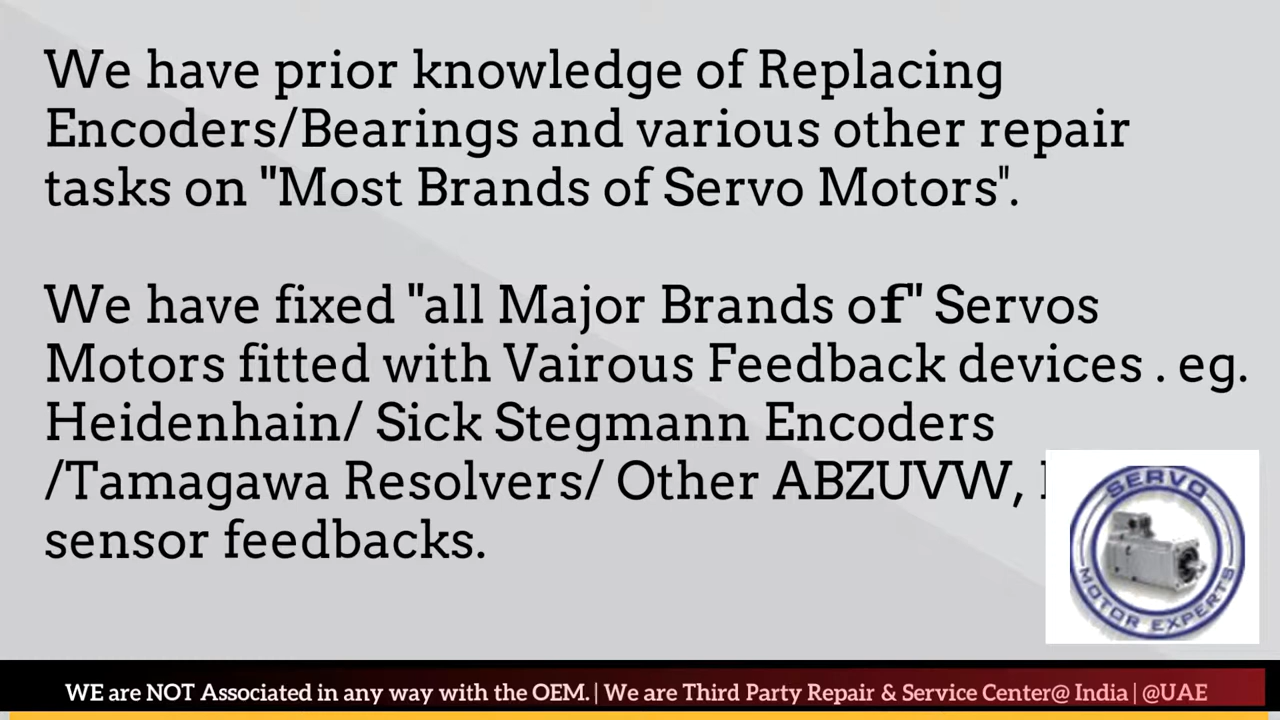 We have prior knowledge of Replacing
Encoders/Bearings and various other repair
tasks on "Most Brands of Servo Motors".
We have fixed "all Major Brands of" Servos
Motors fitted with Vairous Feedback devices . eg.
Heidenhain/ Sick Stegmann Encoders
/Tamagawa Resolvers/ Other ABZUVW,
sensor feedbacks.
SERVO
MOTOR EXPERTS
WE are NOT Associated in any way with the OEM. | We are Third Party Repair & Service Center@ India | @UAE